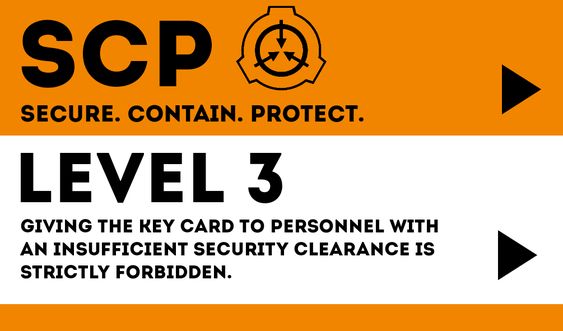 SCP
SECURE. CONTAIN. PROTECT.
LEVEL 3
GIVING THE KEY CARD TO PERSONNEL WITH
AN INSUFFICIENT SECURITY CLEARANCE IS
STRICTLY FORBIDDEN.